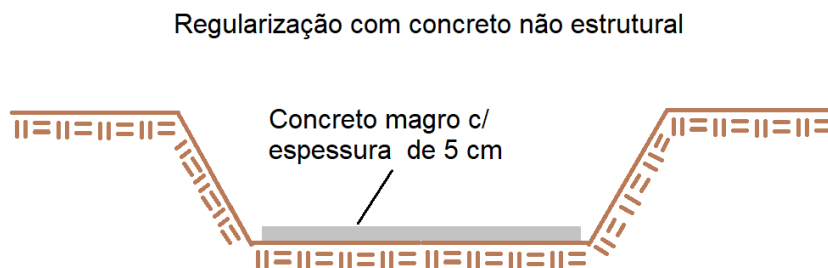 Regularização com concreto não estrutural
Concreto magro c/
espessura de 5 cm